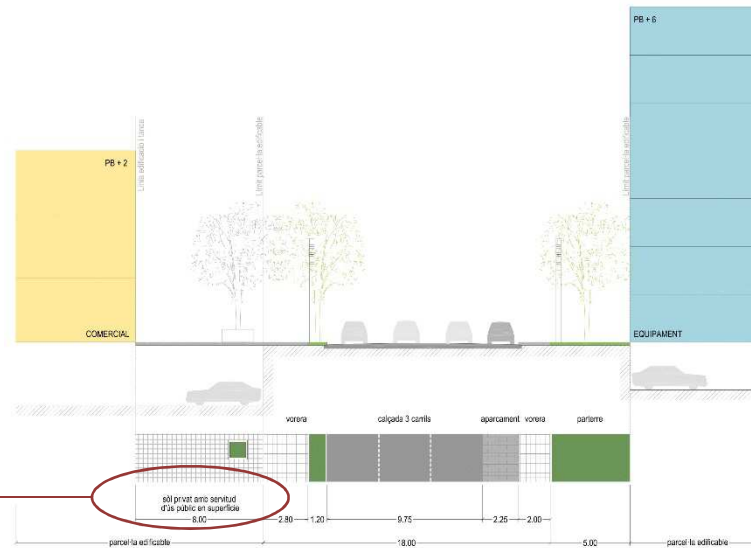 PB + 6
PB + 2
Línia edificació i tanca
Límit parcel·la edificable
Límit parcel·la edificable
COMERCIAL
EQUIPAMENT
vorera
calçada 3 carrils
aparcament
vorera
parterre
sòl privat amb servitud
d'ús públic en superfície
8.00
2.80
1.20
9.75
2.25
2.00
parcel·la edificable
18.00
5.00
parcel·la edificable